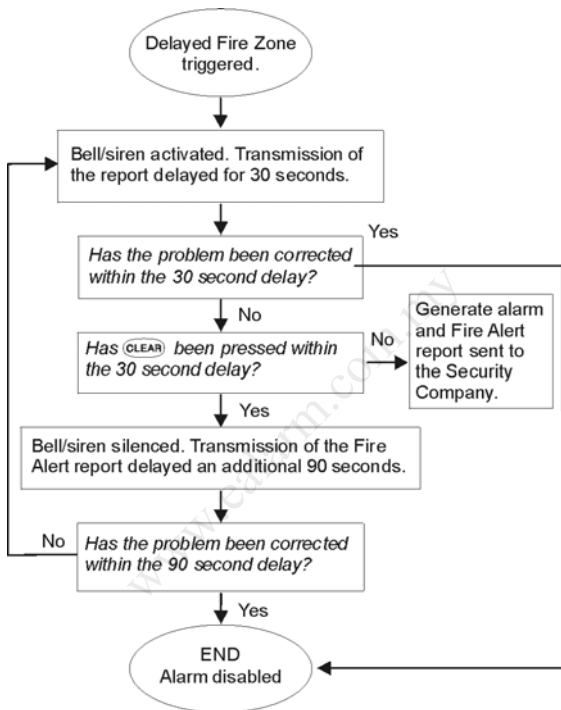 Delayed Fire Zone
triggered.
Bell/siren activated. Transmission of
the report delayed for 30 seconds.
Yes
Has the problem been corrected
within the 30 second delay?
No
Has CLEAR been pressed within
the 30 second delay?
No
Generate alarm
and Fire Alert
report sent to
the Security
Company.
Yes
Bell/siren silenced. Transmission of the Fire
Alert report delayed an additional 90 seconds.
No
Has the problem been corrected
within the 90 second delay?
Yes
END
Alarm disabled